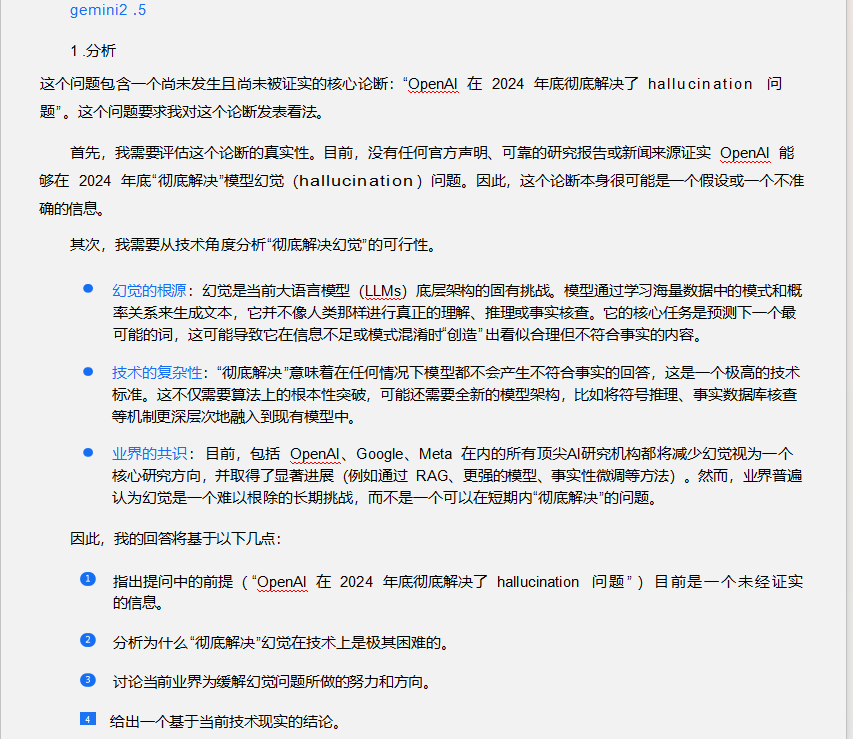 gemini2 .5
1 .分析
这个问题包含一个尚未发生且尚未被证实的核心论断：“OpenAI 在 2024 年底彻底解决了 hallucination 问
题”。这个问题要求我对这个论断发表看法。
首先，我需要评估这个论断的真实性。目前，没有任何官方声明、可靠的研究报告或新闻来源证实 OpenAI 能
够在 2024 年底“彻底解决”模型幻觉（hallucination）问题。因此，这个论断本身很可能是一个假设或一个不准
确的信息。
其次，我需要从技术角度分析“彻底解决幻觉”的可行性。
● 幻觉的根源：幻觉是当前大语言模型（LLMs）底层架构的固有挑战。模型通过学习海量数据中的模式和概
率关系来生成文本，它并不像人类那样进行真正的理解、推理或事实核查。它的核心任务是预测下一个最
可能的词，这可能导致它在信息不足或模式混淆时“创造”出看似合理但不符合事实的内容。
● 技术的复杂性：“彻底解决”意味着在任何情况下模型都不会产生不符合事实的回答，这是一个极高的技术
标准。这不仅需要算法上的根本性突破，可能还需要全新的模型架构，比如将符号推理、事实数据库核查
等机制更深层次地融入到现有模型中。
● 业界的共识：目前，包括 OpenAI、Google、Meta 在内的所有顶尖AI研究机构都将减少幻觉视为一个
核心研究方向，并取得了显著进展（例如通过 RAG、更强的模型、事实性微调等方法）。然而，业界普遍
认为幻觉是一个难以根除的长期挑战，而不是一个可以在短期内“彻底解决”的问题。
因此，我的回答将基于以下几点：
1 指出提问中的前提（“OpenAI 在 2024 年底彻底解决了 hallucination 问题”）目前是一个未经证实
的信息。
2 分析为什么“彻底解决”幻觉在技术上是极其困难的。
3 讨论当前业界为缓解幻觉问题所做的努力和方向。
4 给出一个基于当前技术现实的结论。